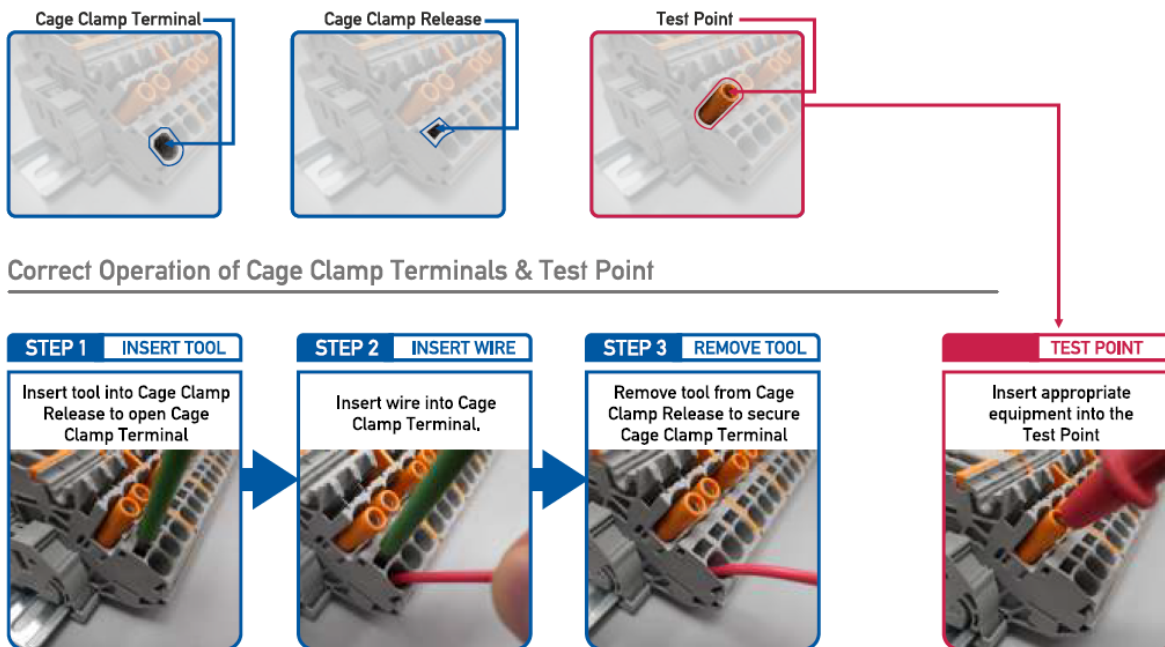 Cage Clamp Terminal
Cage Clamp Release
Test Point
Correct Operation of Cage Clamp Terminals & Test Point
STEP 1 INSERT TOOL
Insert tool into Cage Clamp
Release to open Cage
Clamp Terminal
STEP 2 INSERT WIRE
Insert wire into Cage
Clamp Terminal.
STEP 3 REMOVE TOOL
Remove tool from Cage
Clamp Release to secure
Cage Clamp Terminal
TEST POINT
Insert appropriate
equipment into the
Test Point